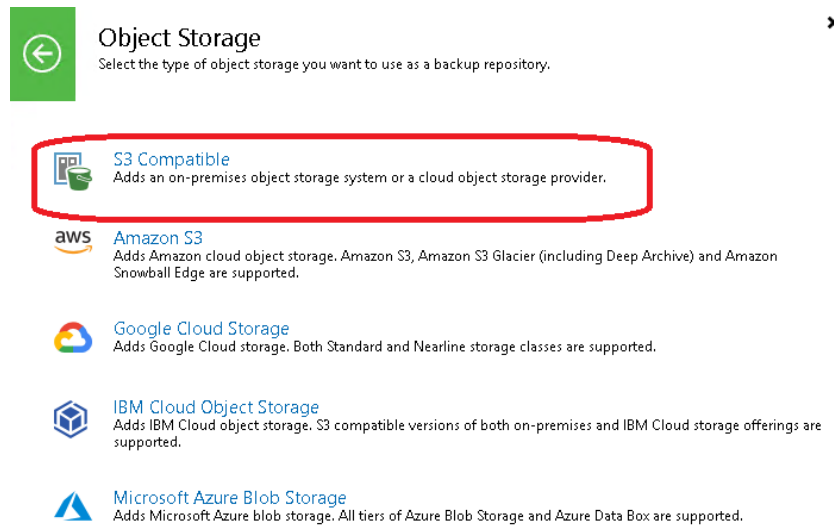 Object Storage
Select the type of object storage you want to use as a backup repository.
S3 Compatible
Adds an on-premises object storage system or a cloud object storage provider.
aws
Amazon S3
Adds Amazon cloud object storage. Amazon S3, Amazon S3 Glacier (including Deep Archive) and Amazon
Snowball Edge are supported.
Google Cloud Storage
Adds Google Cloud storage. Both Standard and Nearline storage classes are supported.
IBM Cloud Object Storage
Adds IBM Cloud object storage. S3 compatible versions of both on-premises and IBM Cloud storage offerings are
supported.
Microsoft Azure Blob Storage
Adds Microsoft Azure blob storage. All tiers of Azure Blob Storage and Azure Data Box are supported.